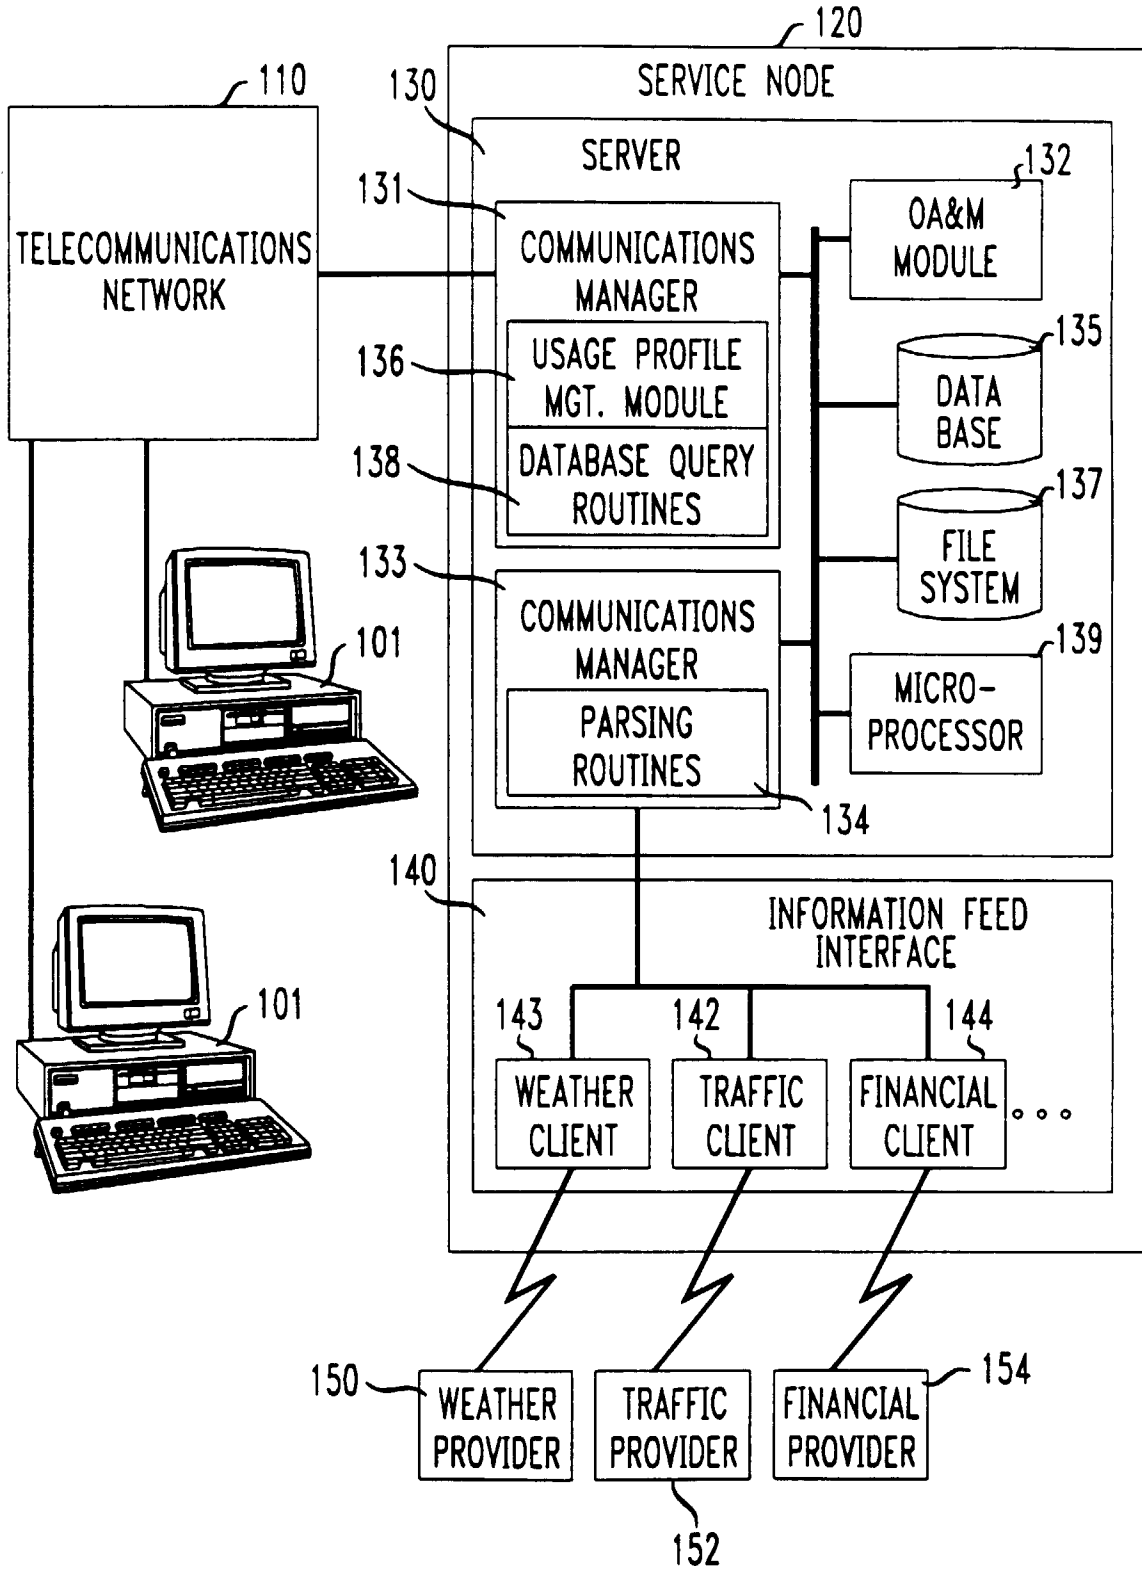 120
SERVICE NODE
110
130
SERVER
132
131
OA&M
MODULE
TELECOMMUNICATIONS
NETWORK
COMMUNICATIONS
MANAGER
135
136
USAGE PROFILE
MGT. MODULE
DATA
BASE
138
DATABASE QUERY
ROUTINES
137
FILE
SYSTEM
133
COMMUNICATIONS
MANAGER
139
101
MICRO-
PROCESSOR
PARSING
ROUTINES
134
140
INFORMATION FEED
INTERFACE
101
143
142
144
WEATHER
CLIENT
TRAFFIC
CLIENT
FINANCIAL
CLIENT
150
WEATHER
PROVIDER
TRAFFIC
PROVIDER
FINANCIAL
PROVIDER
154
152